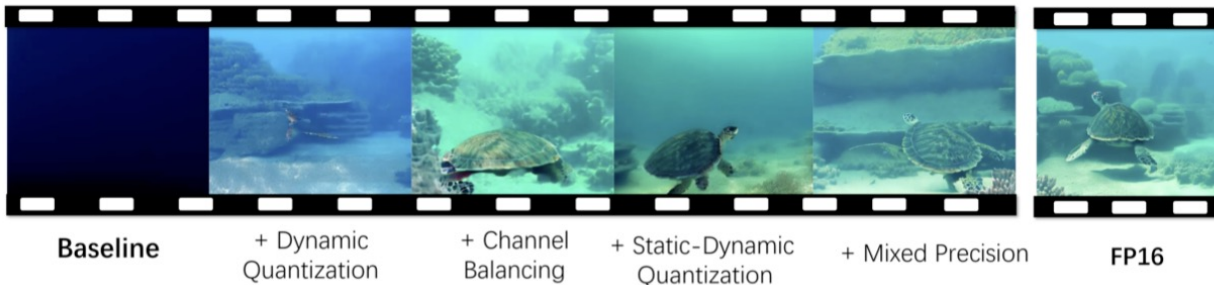 Baseline
+ Dynamic
Quantization
+ Channel
Balancing
+ Static-Dynamic
Quantization
+ Mixed Precision
FP16